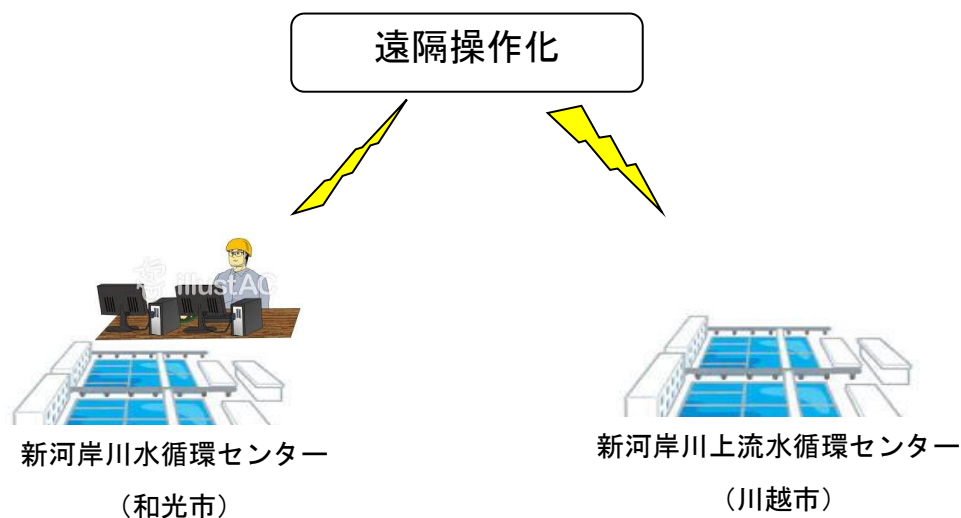 遠隔操作化
illustAC
新河岸川水循環センター
（和光市）
新河岸川上流水循環センター
（川越市）